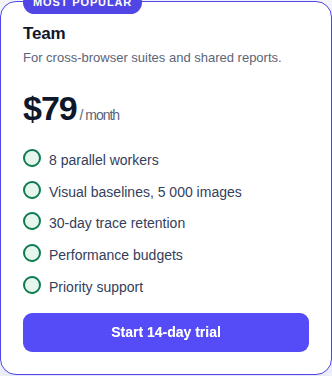 MOST POPULAR
Team
For cross-browser suites and shared reports.
$79 / month
8 parallel workers
Visual baselines, 5 000 images
30-day trace retention
Performance budgets
Priority support
Start 14-day trial